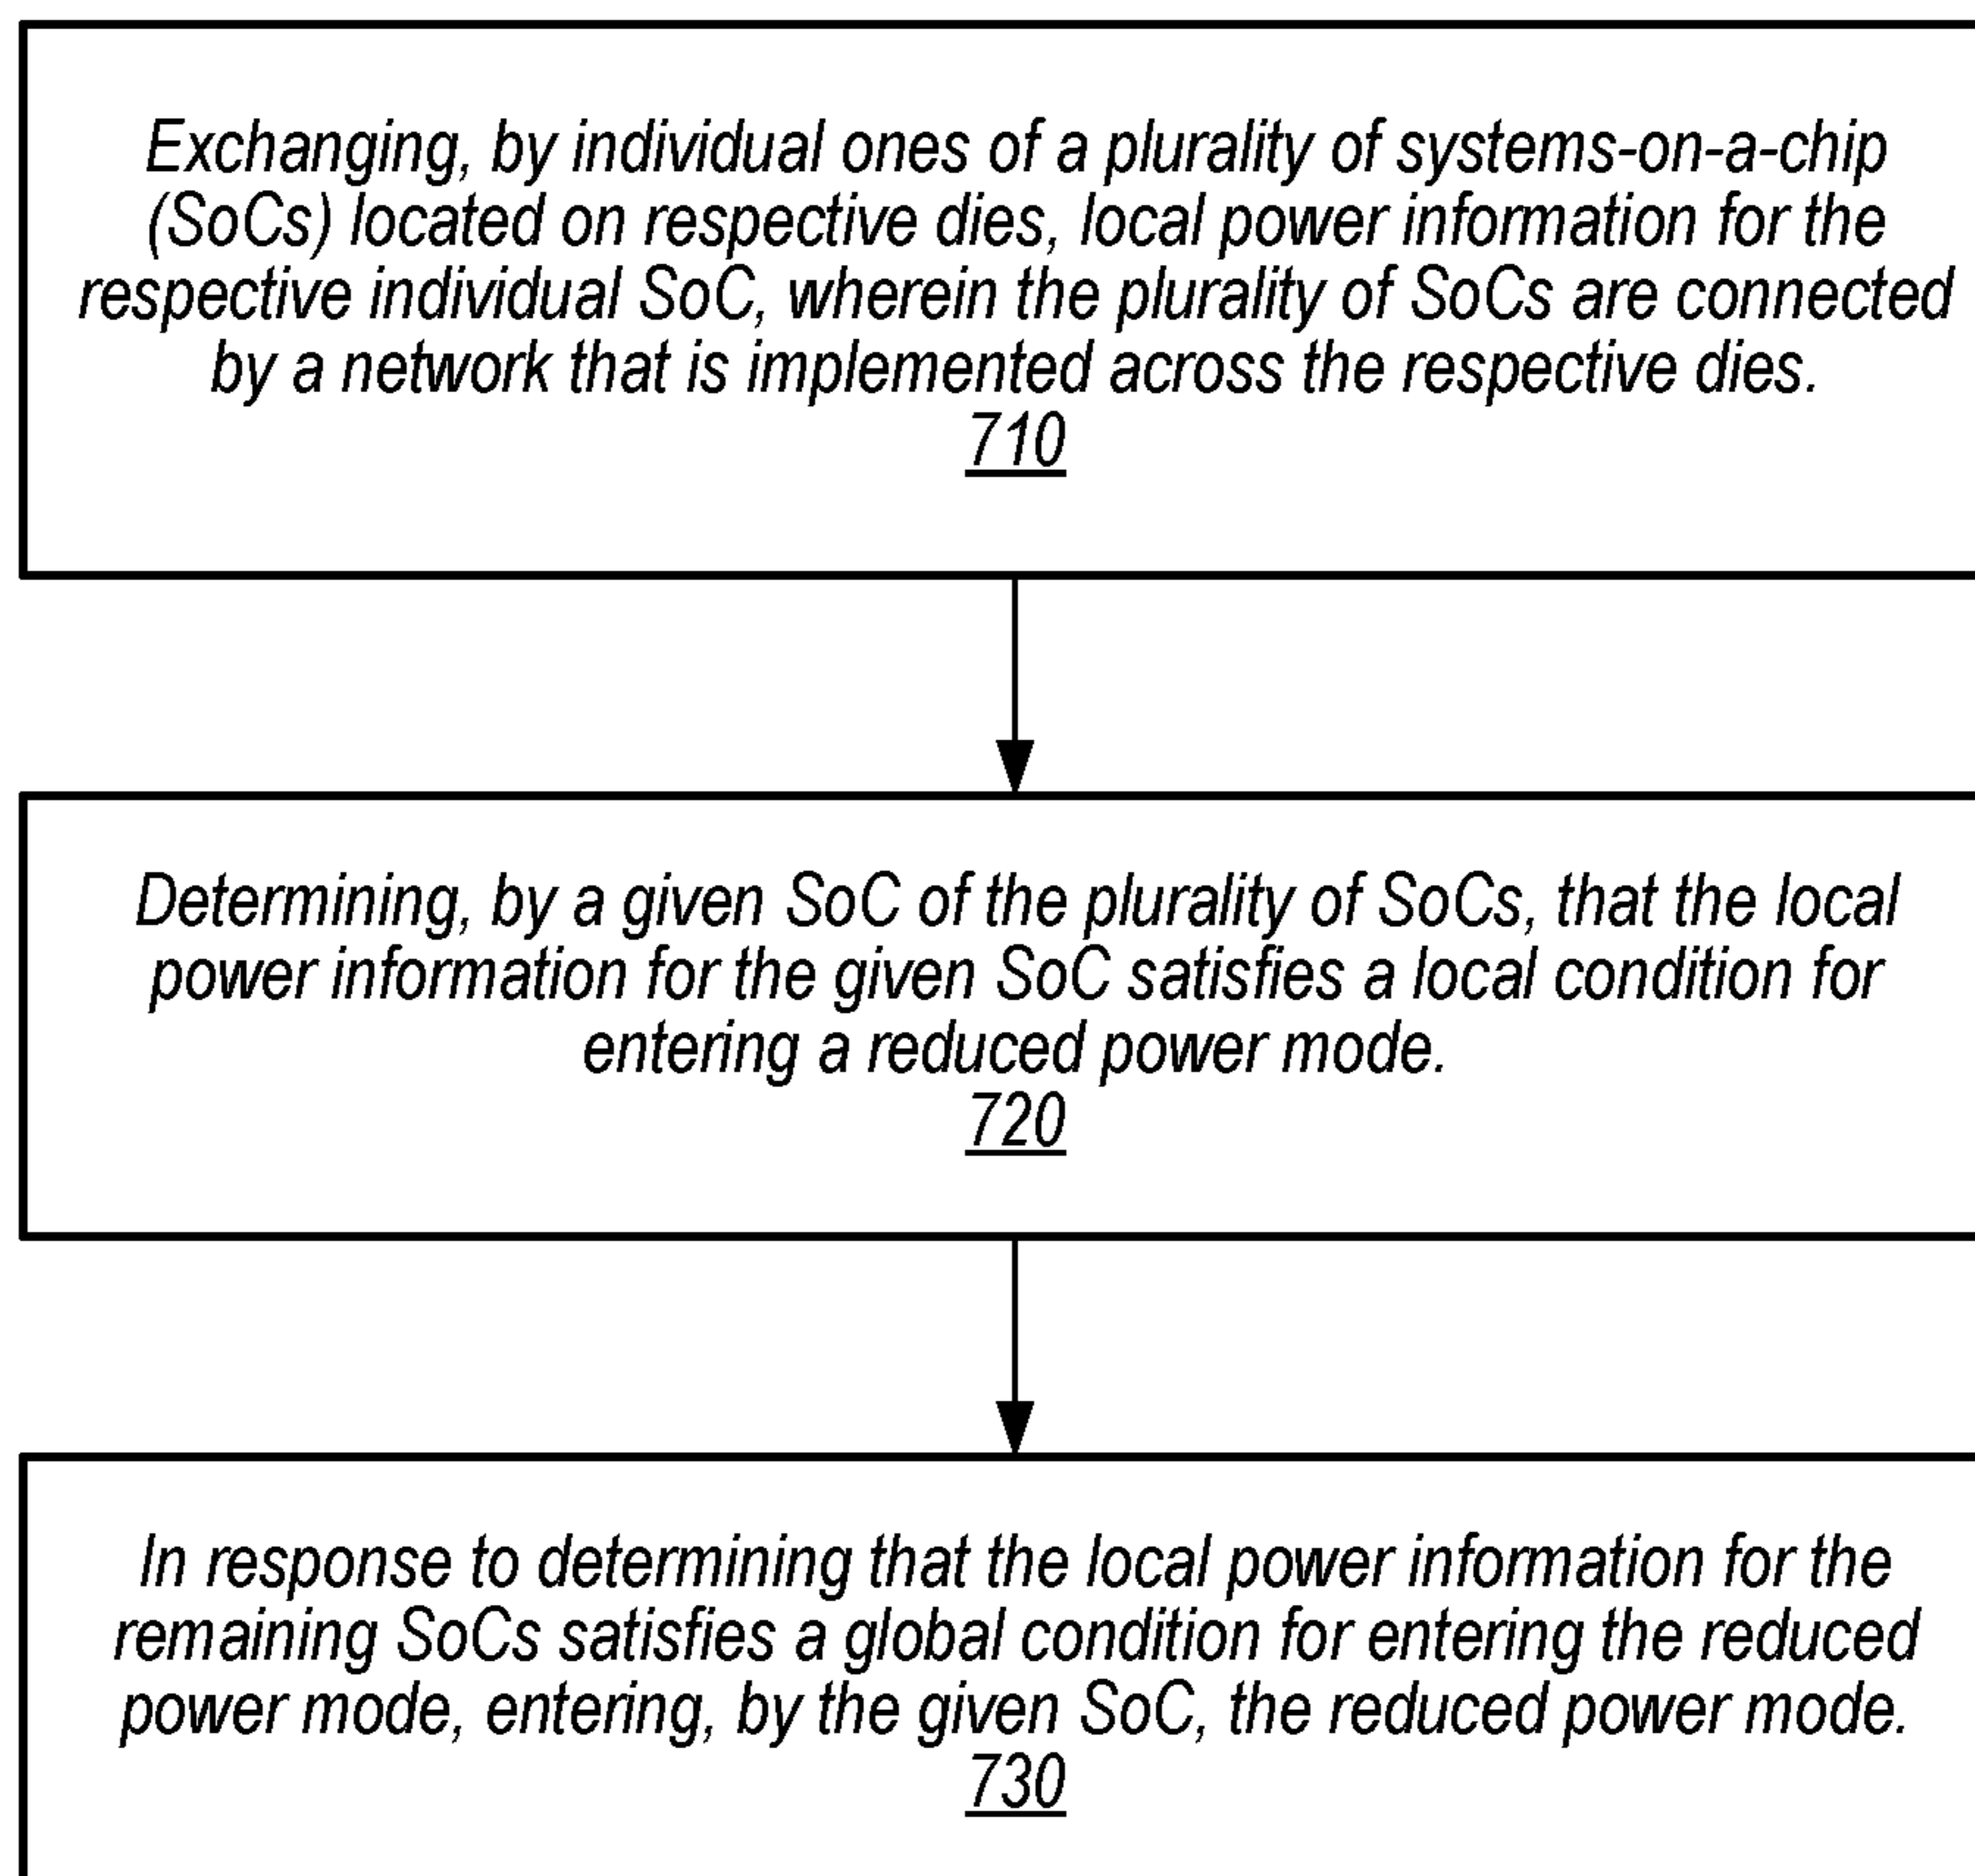 Exchanging, by individual ones of a plurality of systems-on-a-chip
(SoCs) located on respective dies, local power information for the
respective individual SoC, wherein the plurality of SoCs are connected
by a network that is implemented across the respective dies.
710
Determining, by a given SoC of the plurality of SoCs, that the local
power information for the given SoC satisfies a local condition for
entering a reduced power mode.
720
In response to determining that the local power information for the
remaining SoCs satisfies a global condition for entering the reduced
power mode, entering, by the given SoC, the reduced power mode.
730